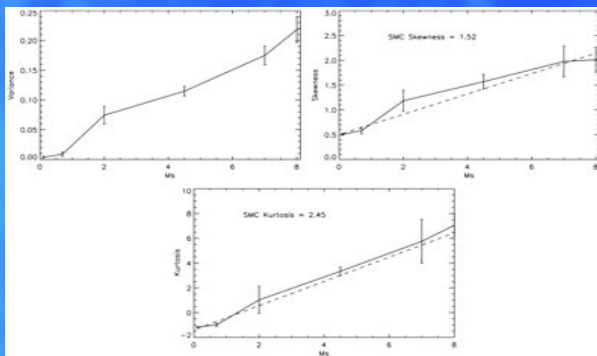 0.25
0.20
0.15
0.10
0.05
0.00
Variance
0 2 4 6 8
Ms
3.0
2.5
2.0
1.5
1.0
0.5
0.0
Skewness
SMC Skewness = 1.52
0 2 4 6 8
Ms
10
8
6
4
2
0
-2
Kurtosis
SMC Kurtosis = 2.45
0 2 4 6 8
Ms